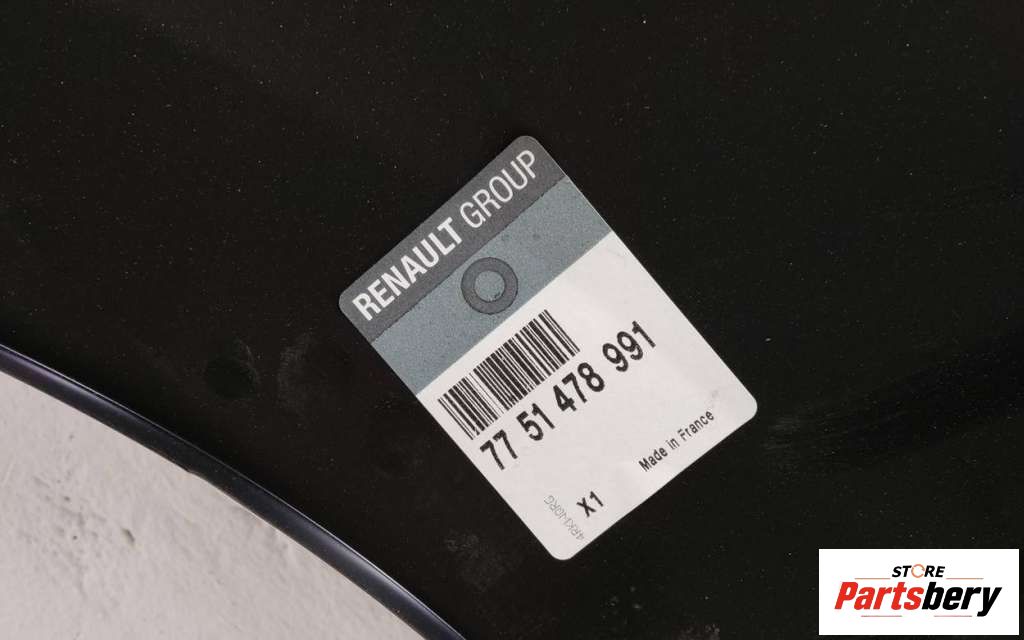 RENAULT GROUP
77 51 478 991
Made in France
X1
STORE
Partsbery